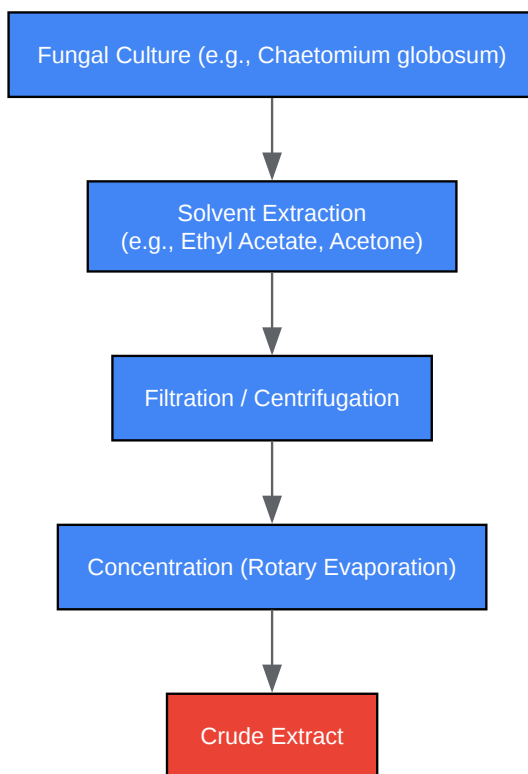 Fungal Culture (e.g., Chaetomium globosum)
Solvent Extraction
(e.g., Ethyl Acetate, Acetone)
Filtration / Centrifugation
Concentration (Rotary Evaporation)
Crude Extract